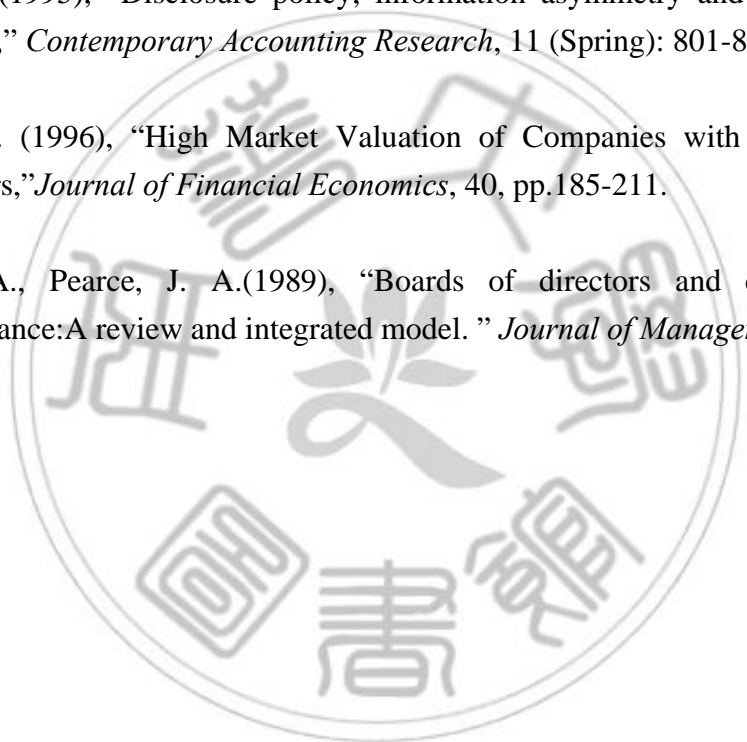 (1995), “Disclosure policy, information asymmetry and
,” Contemporary Accounting Research, 11 (Spring): 801-8
. (1996), “High Market Valuation of Companies with
rs,”Journal of Financial Economics, 40, pp.185-211.
A., Pearce, J. A.(1989), “Boards of directors and
ance:A review and integrated model. ” Journal of Manage
書